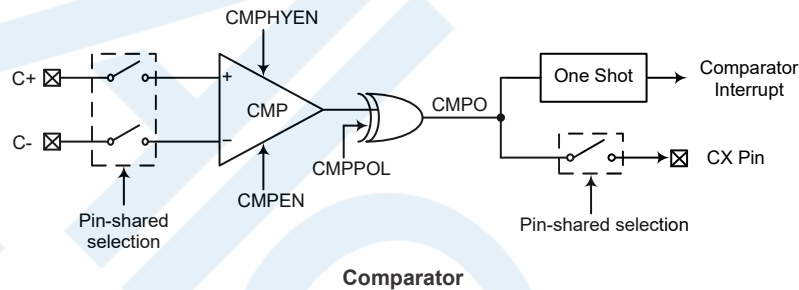 CMPHYEN
C+
+
CMP
C-
−
CMPO
CMPPOL
CMPEN
One Shot
Comparator
Interrupt
CX Pin
Pin-shared
selection
Pin-shared selection
Comparator